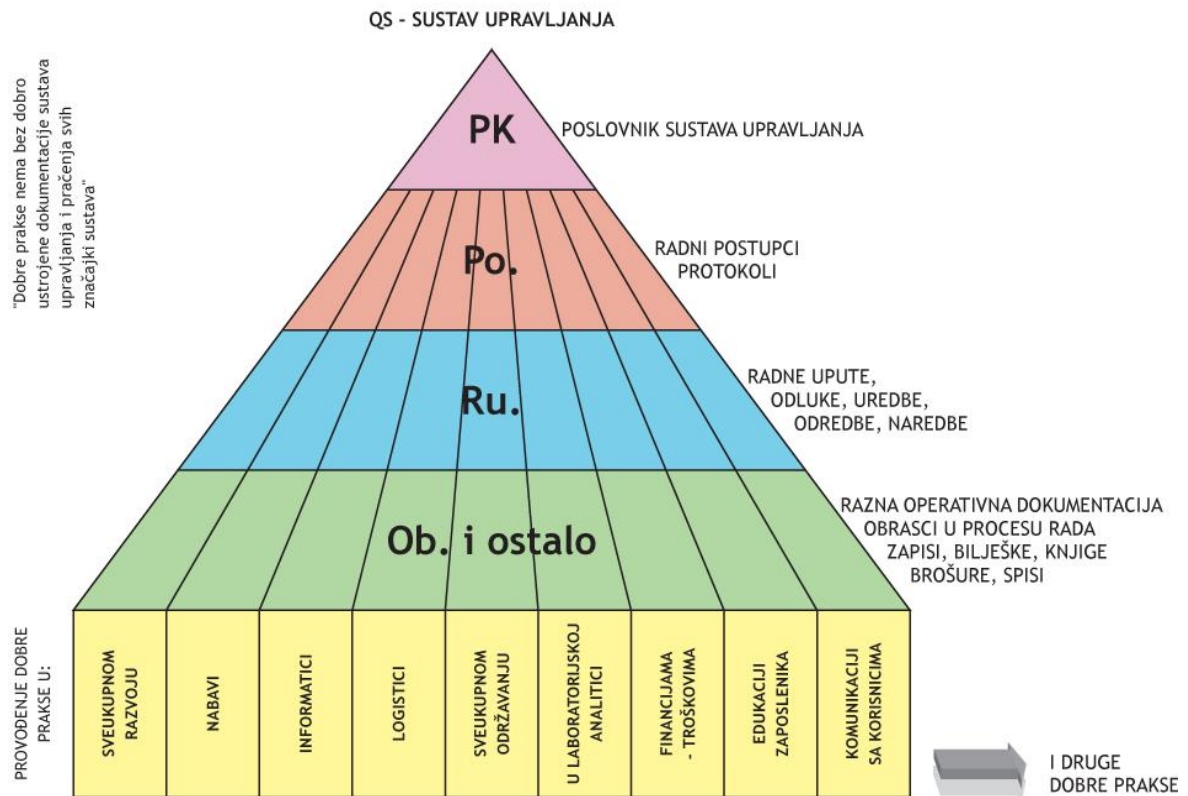 QS - SUSTAV UPRAVLJANJA
"Dobre prakse nema bez dobro
ustrojene dokumentacije sustava
upravljanja i pračenja svih
značajki sustava"
PK
POSLOVNIK SUSTAVA UPRAVLJANJA
Po.
RADNI POSTUPCI
PROTOKOLI
Ru.
RADNE UPUTE,
ODLUKE, UREDBE,
ODREDBE, NAREDBE
Ob. i ostalo
RAZNA OPERATIVNA DOKUMENTACIJA
OBRASCI U PROCESU RADA
ZAPISI, BILJEŠKE, KNJIGE
BROŠURE, SPISI
PROVOĐENJE DOBRE
PRAKSE U:
SVEUKUPNOM
RAZVOJU
NABAVI
INFORMATICI
LOGISTICI
SVEUKUPNOM
ODRŽAVANJU
U LABORATORIJSKOJ
ANALITICI
FINANCIJAMA
- TROŠKOVIMA
EDUKACIJI
ZAPOSLENIKA
KOMUNIKACIJI
SA KORISNICIMA
I DRUGE
DOBRE PRAKSE